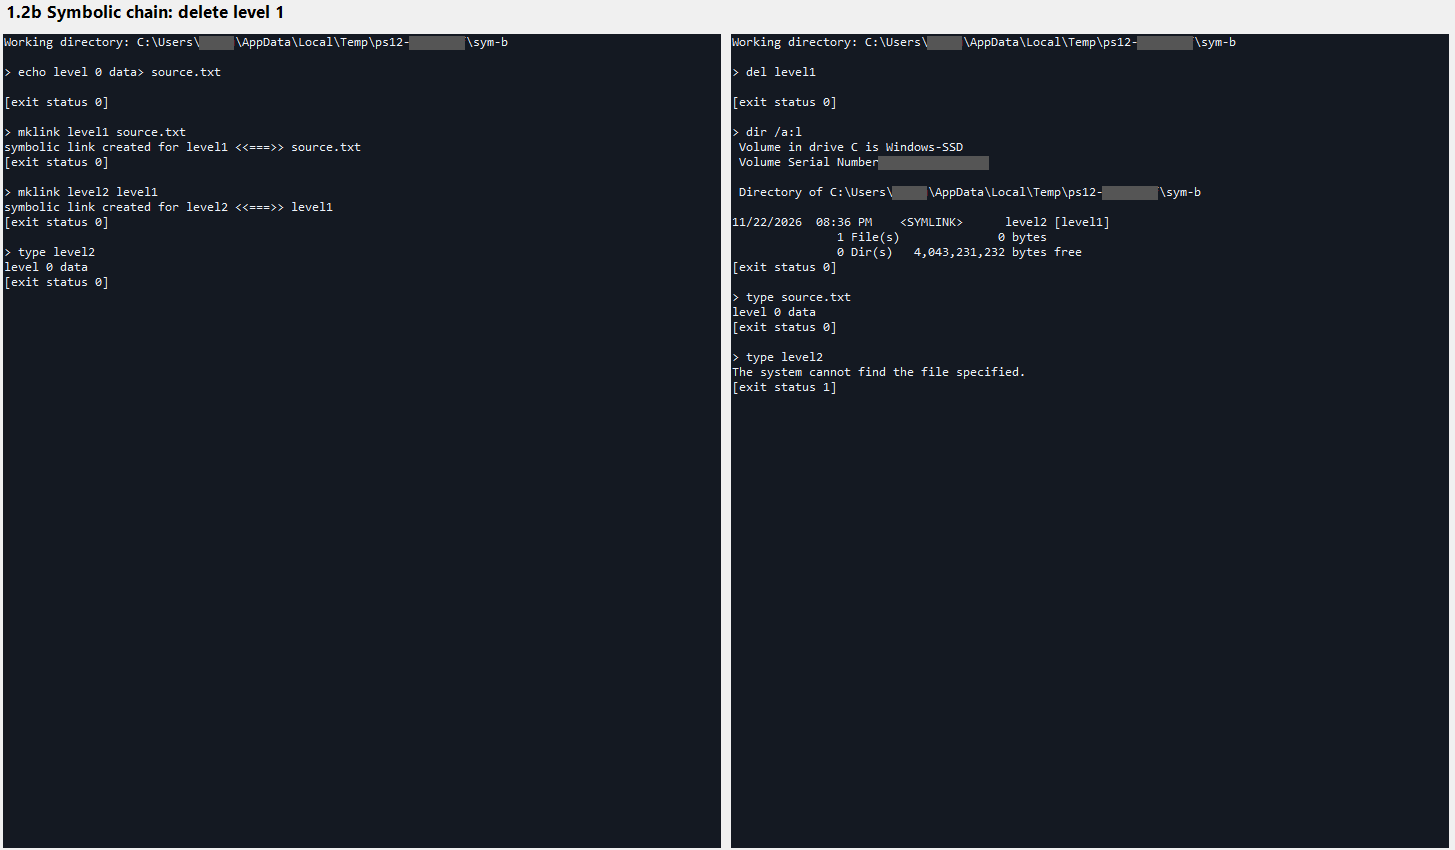 1.2b Symbolic chain: delete level 1
Working directory: C:\Users\ \AppData\Local\Temp\ps12- \sym-b
> echo level 0 data> source.txt
[exit status 0]
> mklink level1 source.txt
symbolic link created for level1 <<===>> source.txt
[exit status 0]
> mklink level2 level1
symbolic link created for level2 <<===>> level1
[exit status 0]
> type level2
level 0 data
[exit status 0]
Working directory: C:\Users\ \AppData\Local\Temp\ps12- \sym-b
> del level1
[exit status 0]
> dir /a:l
Volume in drive C is Windows-SSD
Volume Serial Number
Directory of C:\Users\ \AppData\Local\Temp\ps12- \sym-b
11/22/2026  08:36 PM    <SYMLINK>      level2 [level1]
1 File(s)              0 bytes
0 Dir(s)   4,043,231,232 bytes free
[exit status 0]
> type source.txt
level 0 data
[exit status 0]
> type level2
The system cannot find the file specified.
[exit status 1]